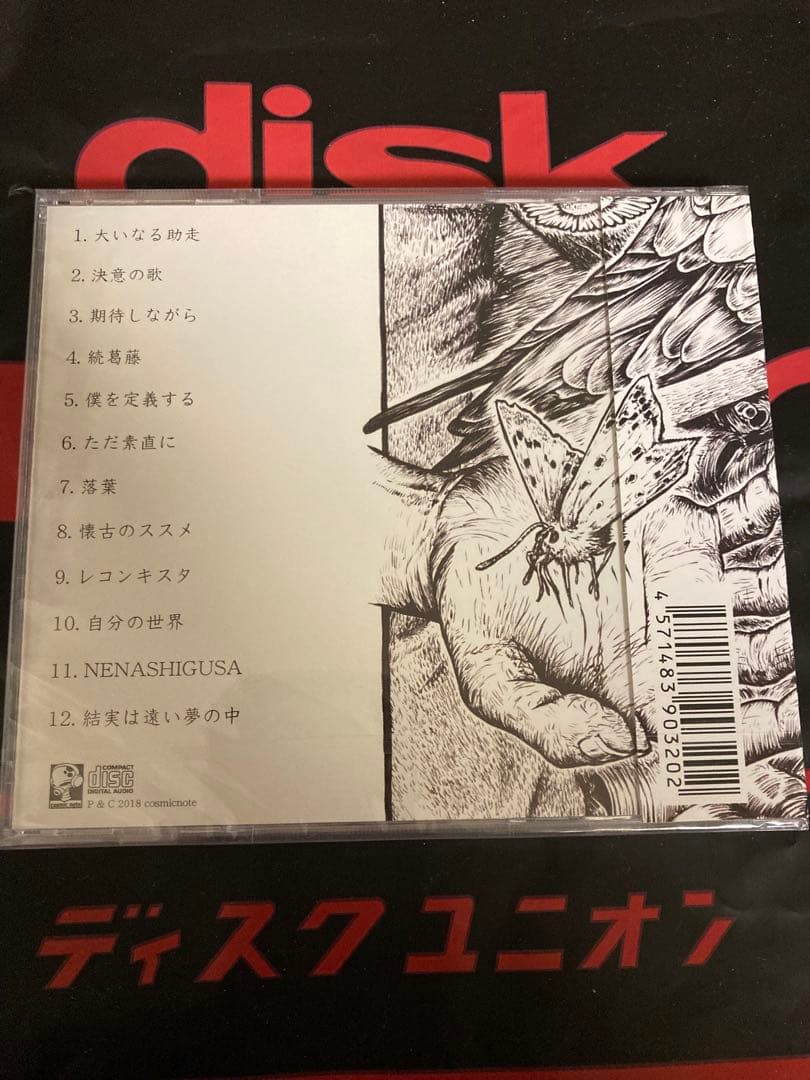 disk
1. 大いなる助走
2. 決意の歌
3. 期待しながら
4. 続葛藤
5. 僕を定義する
6. ただ素直に
7. 落葉
8. 懐古のススメ
9. レコンキスタ
10. 自分の世界
11. NENASHIGUSA
12. 結実は遠い夢の中
4 571483 903202
cosmic note
COMPACT
disc
DIGITAL AUDIO
P & C 2018 cosmicnote
ディスクユニオン